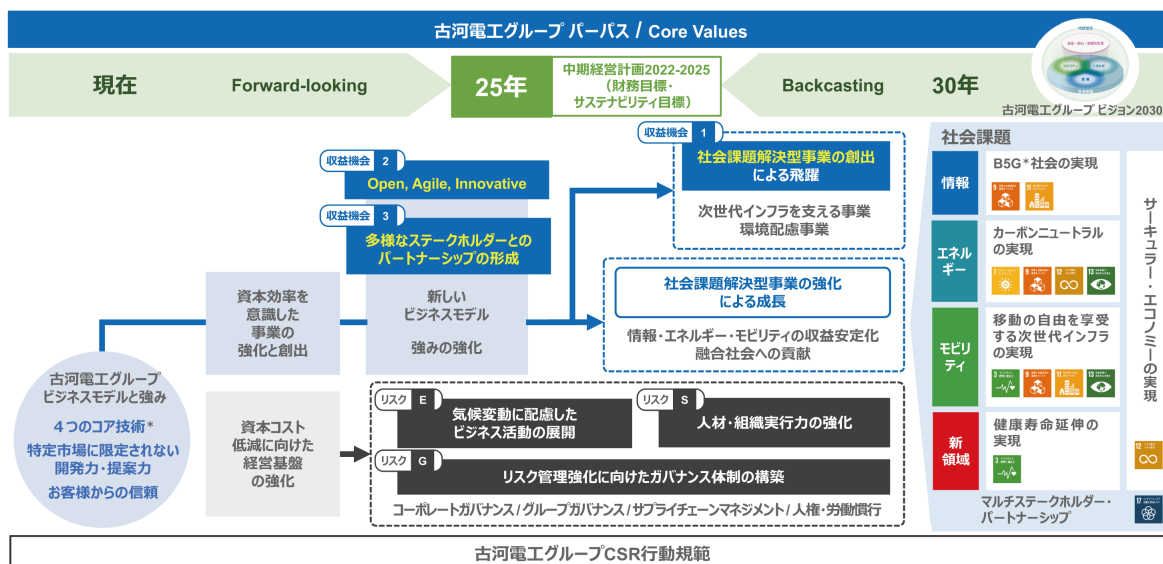 古河電工グループ パーパス / Core Values
現在
Forward-looking
25年
中期経営計画2022-2025
(財務目標・
サステナビリティ目標)
Backcasting
30年
古河電工グループ ビジョン2030
収益機会 1
社会課題解決型事業の創出
による飛躍
次世代インフラを支える事業
環境配慮事業
収益機会 2
Open, Agile, Innovative
収益機会 3
多様なステークホルダーとの
パートナーシップの形成
資本効率を
意識した
事業の
強化と創出
新しい
ビジネスモデル
強みの強化
社会課題解決型事業の強化
による成長
情報・エネルギー・モビリティの収益安定化
融合社会への貢献
古河電工グループ
ビジネスモデルと強み
4つのコア技術*
特定市場に限定されない
開発力・提案力
お客様からの信頼
資本コスト
低減に向けた
経営基盤
の強化
リスク E
気候変動に配慮した
ビジネス活動の展開
リスク S
人材・組織実行力の強化
リスク G
リスク管理強化に向けたガバナンス体制の構築
コーポレートガバナンス / グループガバナンス / サプライチェーンマネジメント / 人権・労働慣行
社会課題
情報
B5G*社会の実現
9
11
エネル
ギー
カーボンニュートラル
の実現
7
9
12
13
モビリ
ティ
移動の自由を享受
する次世代インフラ
の実現
3
9
11
13
新
領域
健康寿命延伸の
実現
3
サーキュラー・エコノミーの実現
12
マルチステークホルダー・
パートナーシップ
17
古河電工グループCSR行動規範